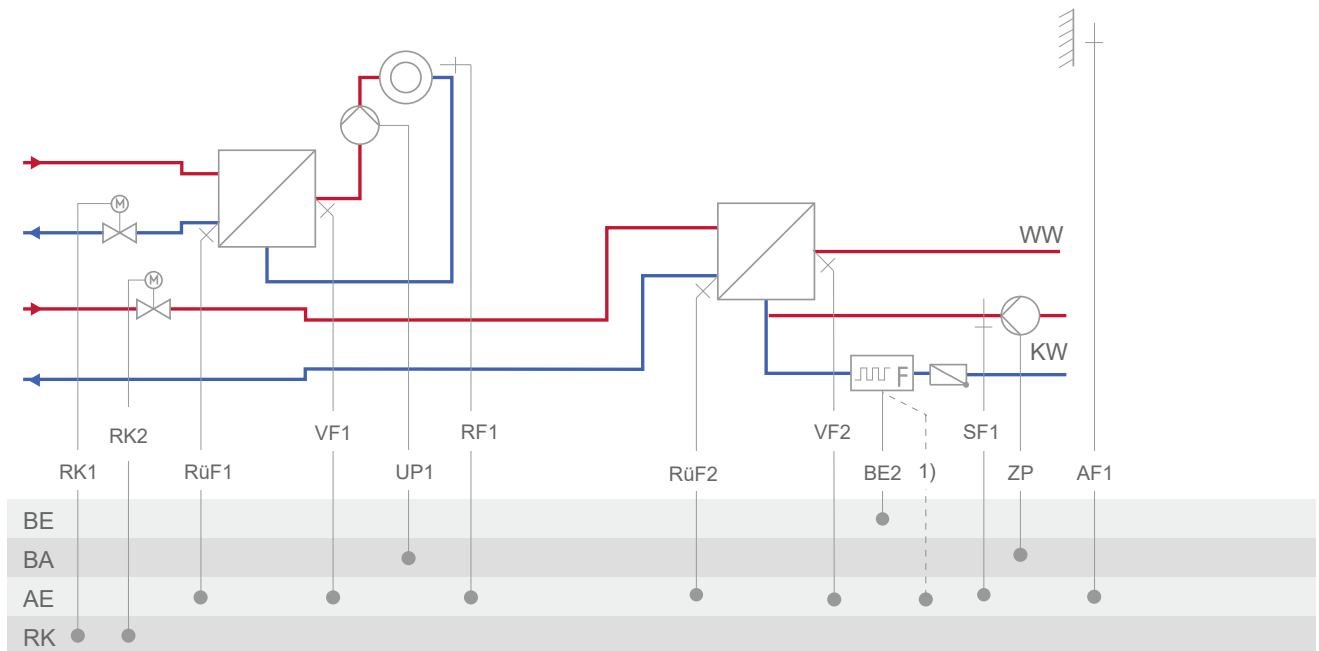 M
M
WW
KW
F
RK1
RK2
RüF1
VF1
UP1
RF1
RüF2
VF2
BE2
1)
SF1
ZP
AF1
BE
BA
AE
RK